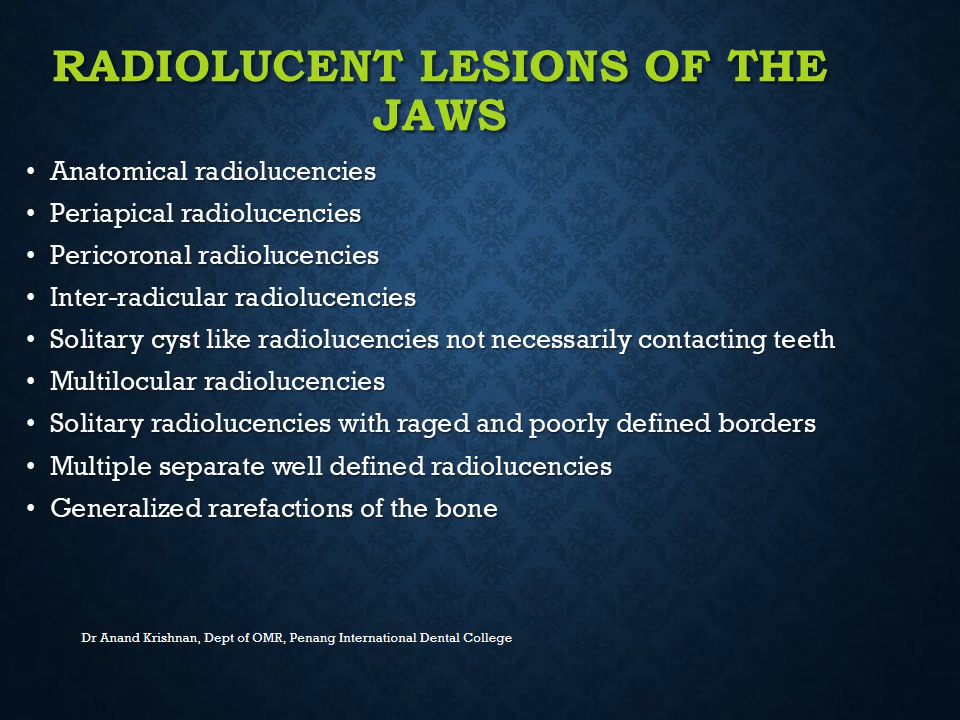 RADIOLUCENT LESIONS OF THE
JAWS
• Anatomical radiolucencies
• Periapical radiolucencies
• Pericoronal radiolucencies
• Inter-radicular radiolucencies
• Solitary cyst like radiolucencies not necessarily contacting teeth
• Multilocular radiolucencies
• Solitary radiolucencies with raged and poorly defined borders
• Multiple separate well defined radiolucencies
• Generalized rarefactions of the bone
Dr Anand Krishnan, Dept of OMR, Penang International Dental College